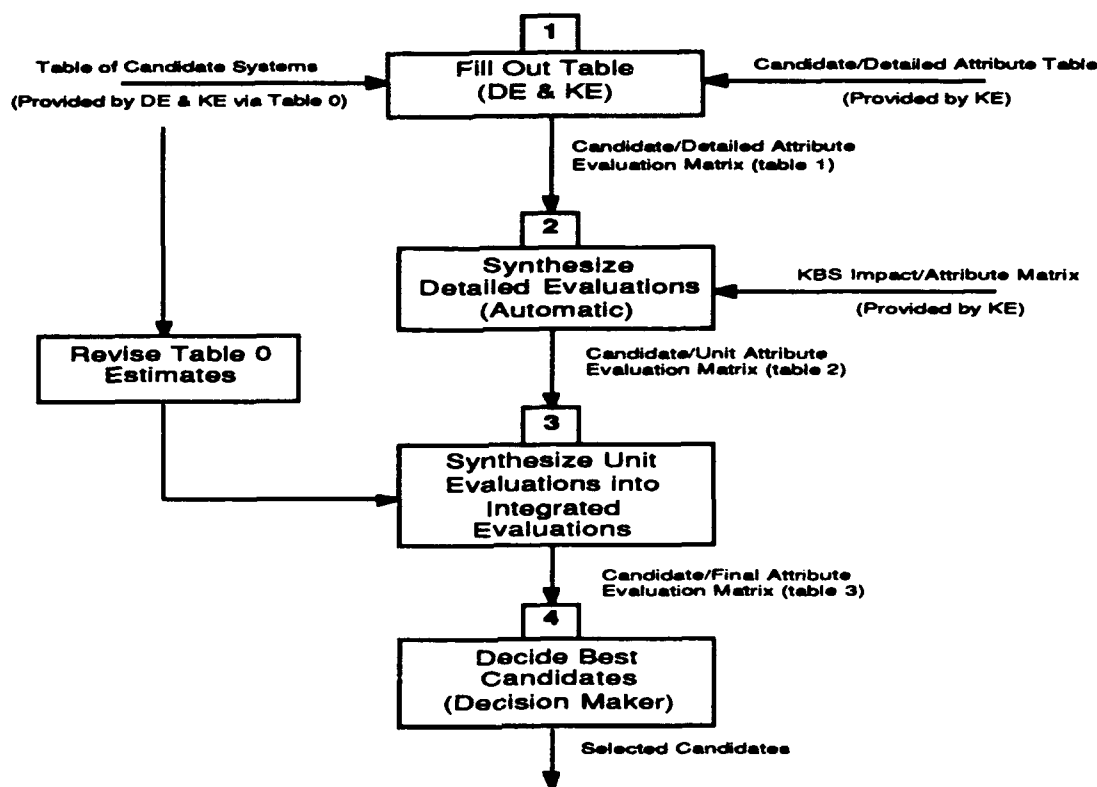 1
Fill Out Table
(DE & KE)
Table of Candidate Systems
(Provided by DE & KE via Table 0)
Candidate/Detailed Attribute Table
(Provided by KE)
Candidate/Detailed Attribute
Evaluation Matrix (table 1)
2
Synthesize
Detailed Evaluations
(Automatic)
KBS Impact/Attribute Matrix
(Provided by KE)
Revise Table 0
Estimates
Candidate/Unit Attribute
Evaluation Matrix (table 2)
3
Synthesize Unit
Evaluations into
Integrated
Evaluations
Candidate/Final Attribute
Evaluation Matrix (table 3)
4
Decide Best
Candidates
(Decision Maker)
Selected Candidates